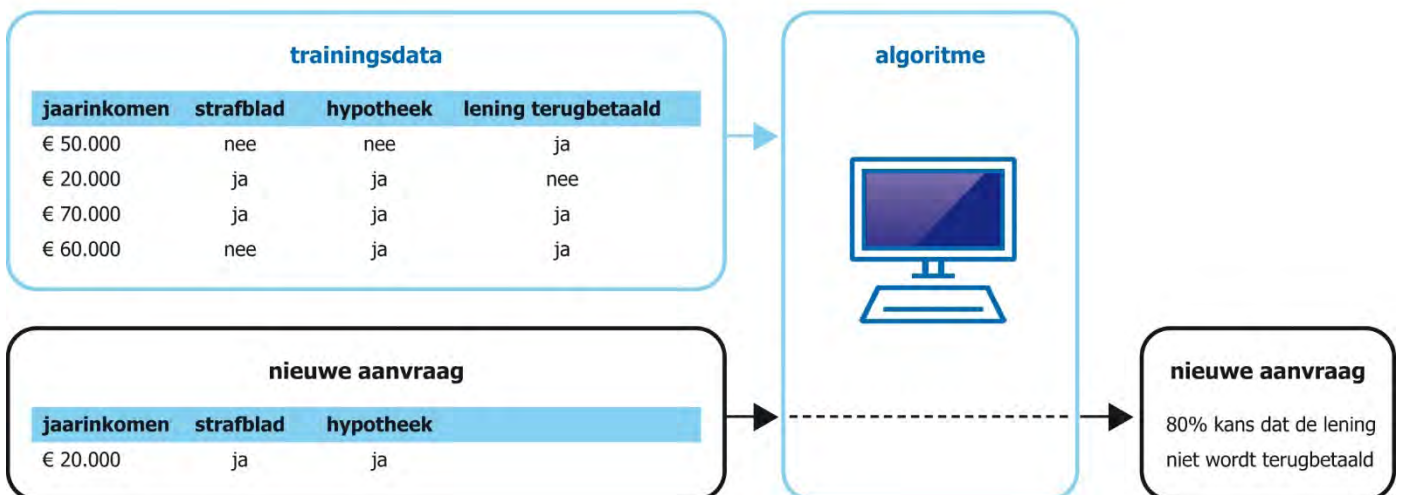 trainingsdata
jaarinkomen strafblad hypotheek lening terugbetaald
€ 50.000 nee nee ja
€ 20.000 ja ja nee
€ 70.000 ja ja ja
€ 60.000 nee ja ja
algoritme
nieuwe aanvraag
jaarinkomen strafblad hypotheek
€ 20.000 ja ja
nieuwe aanvraag
80% kans dat de lening
niet wordt terugbetaald